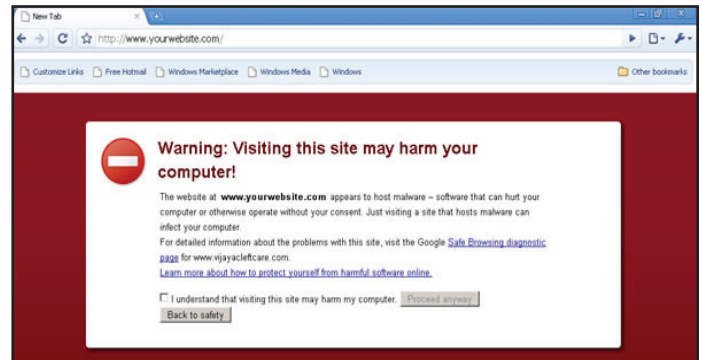 New Tab
http://www.yourwebsite.com/
Customize Links Free Hotmail Windows Marketplace Windows Media Windows Other bookmarks
Warning: Visiting this site may harm your
computer!
The website at www.yourwebsite.com appears to host malware – software that can hurt your
computer or otherwise operate without your consent. Just visiting a site that hosts malware can
infect your computer.
For detailed information about the problems with this site, visit the Google Safe Browsing diagnostic
page for www.vijayacleftcare.com.
Learn more about how to protect yourself from harmful software online.
I understand that visiting this site may harm my computer. Proceed anyway
Back to safety